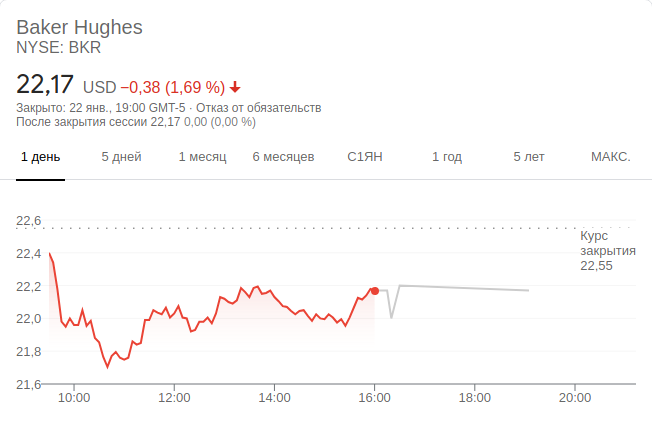 Baker Hughes
NYSE: BKR
22,17 USD −0,38 (1,69 %)
Закрыто: 22 янв., 19:00 GMT-5 · Отказ от обязательств
После закрытия сессии 22,17 0,00 (0,00 %)
1 день 5 дней 1 месяц 6 месяцев С1ЯН 1 год 5 лет МАКС.
22,6
Курс
закрытия
22,55
22,4
22,2
22,0
21,8
21,6
10:00 12:00 14:00 16:00 18:00 20:00